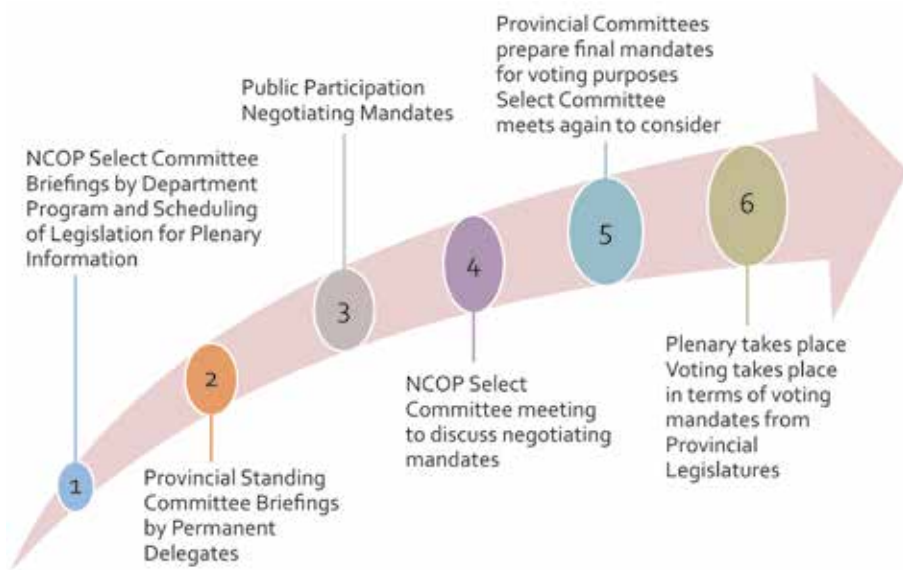 1
NCOP Select Committee
Briefings by Department
Program and Scheduling
of Legislation for Plenary
Information
2
Provincial Standing
Committee Briefings
by Permanent
Delegates
3
Public Participation
Negotiating Mandates
4
NCOP Select
Committee meeting
to discuss negotiating
mandates
5
Provincial Committees
prepare final mandates
for voting purposes
Select Committee
meets again to consider
6
Plenary takes place
Voting takes place
in terms of voting
mandates from
Provincial
Legislatures